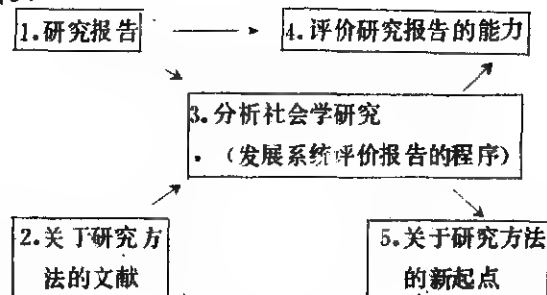 1.研究报告
4.评价研究报告的能力
3.分析社会学研究
·（发展系统评价报告的程序）
2.关于研究方
法的文献
5.关于研究方法
的新起点